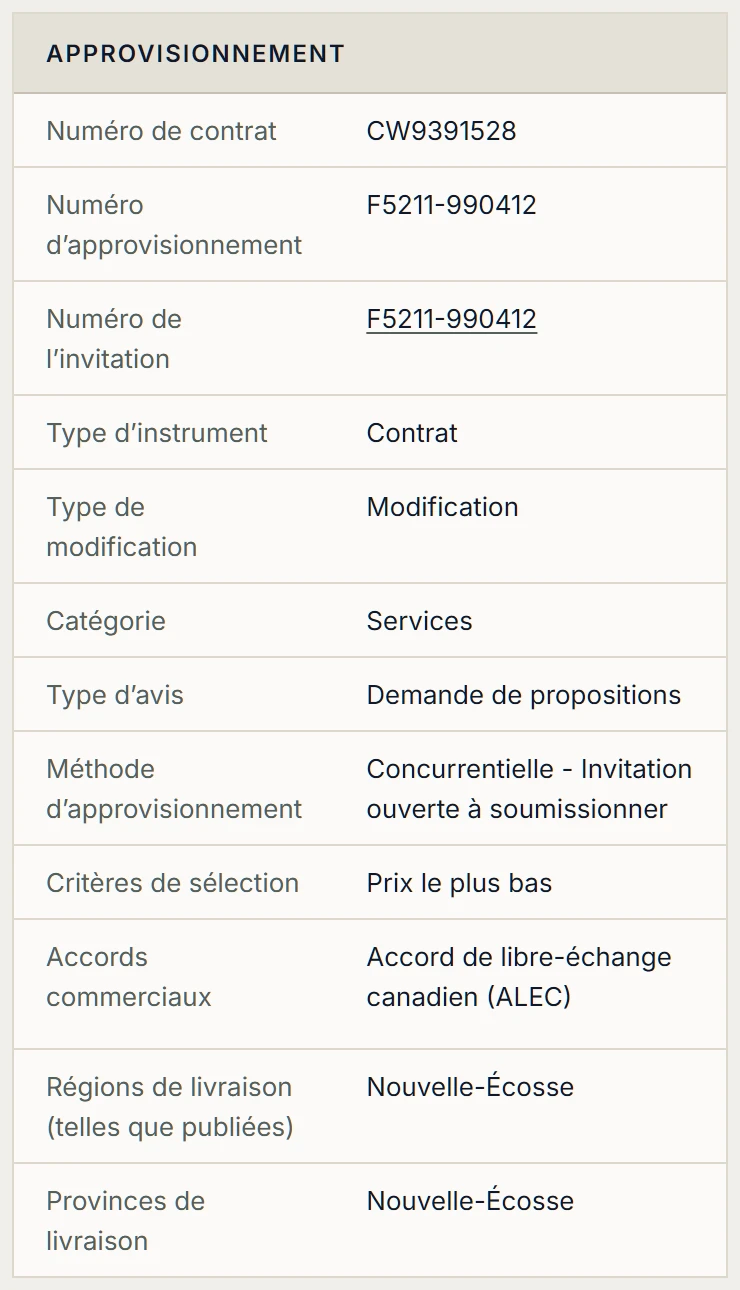 APPROVISIONNEMENT
Numéro de contrat CW9391528
Numéro F5211-990412
d’approvisionnement
Numéro de F5211-990412
l’invitation
Type d’instrument Contrat
Type de Modification
modification
Catégorie Services
Type d’avis Demande de propositions
Méthode Concurrentielle - Invitation
d’approvisionnement ouverte à soumissionner
Critères de sélection Prix le plus bas
Accords Accord de libre-échange
commerciaux canadien (ALEC)
Régions de livraison Nouvelle-Écosse
(telles que publiées)
Provinces de Nouvelle-Écosse
livraison